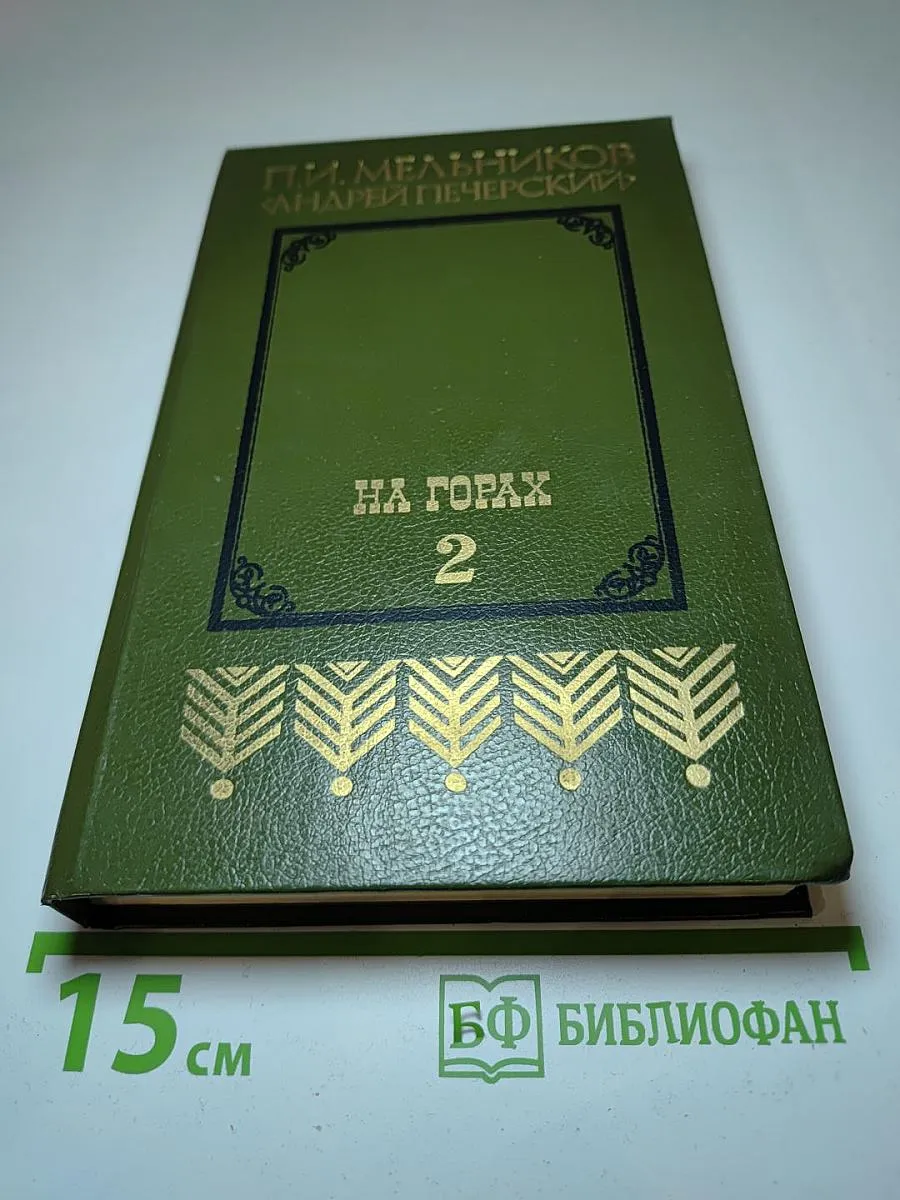 П.И. МЕЛЬНИКОВ
‹АНДРЕЙ ПЕЧЕРСКИЙ›
НА ГОРАХ
2
15 см
БФ БИБЛИОФАН